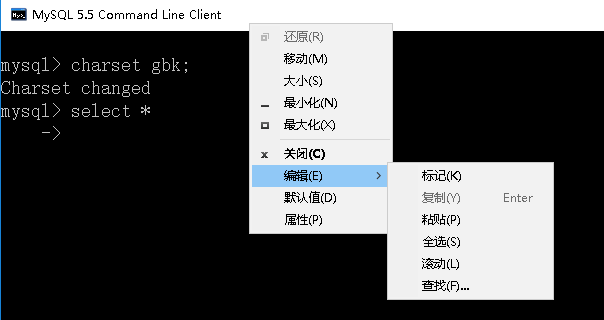 MySQL 5.5 Command Line Client
mysql> charset gbk;
Charset changed
mysql> select *
->
还原(R)
移动(M)
大小(S)
最小化(N)
最大化(X)
关闭(C)
编辑(E)
默认值(D)
属性(P)
标记(K)
复制(Y) Enter
粘贴(P)
全选(S)
滚动(L)
查找(F)...